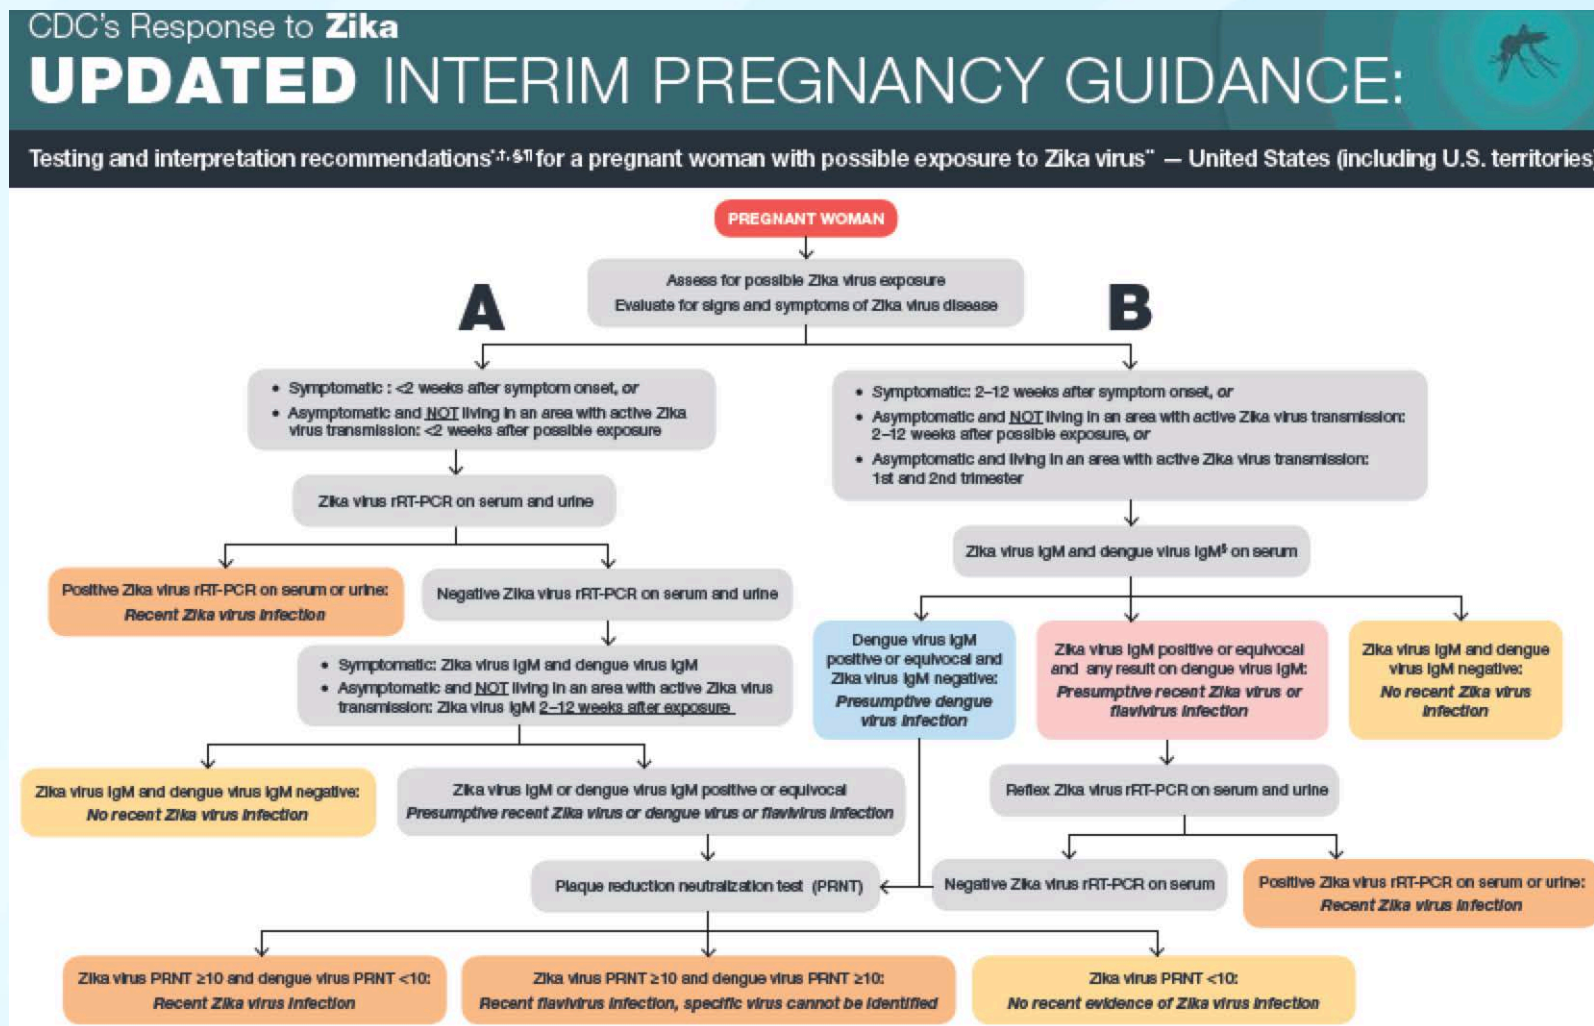 CDC's Response to Zika
UPDATED INTERIM PREGNANCY GUIDANCE:
Testing and interpretation recommendations*,†,§¶ for a pregnant woman with possible exposure to Zika virus** — United States (including U.S. territories)
PREGNANT WOMAN
Assess for possible Zika virus exposure
Evaluate for signs and symptoms of Zika virus disease
A
B
• Symptomatic : <2 weeks after symptom onset, or
• Asymptomatic and NOT living in an area with active Zika
virus transmission: <2 weeks after possible exposure
• Symptomatic: 2–12 weeks after symptom onset, or
• Asymptomatic and NOT living in an area with active Zika virus transmission:
2–12 weeks after possible exposure, or
• Asymptomatic and living in an area with active Zika virus transmission:
1st and 2nd trimester
Zika virus rRT-PCR on serum and urine
Zika virus IgM and dengue virus IgM§ on serum
Positive Zika virus rRT-PCR on serum or urine:
Recent Zika virus infection
Negative Zika virus rRT-PCR on serum and urine
• Symptomatic: Zika virus IgM and dengue virus IgM
• Asymptomatic and NOT living in an area with active Zika virus
transmission: Zika virus IgM 2–12 weeks after exposure
Dengue virus IgM
positive or equivocal and
Zika virus IgM negative:
Presumptive dengue
virus infection
Zika virus IgM positive or equivocal
and any result on dengue virus IgM:
Presumptive recent Zika virus or
flavivirus infection
Zika virus IgM and dengue
virus IgM negative:
No recent Zika virus
infection
Zika virus IgM and dengue virus IgM negative:
No recent Zika virus infection
Zika virus IgM or dengue virus IgM positive or equivocal
Presumptive recent Zika virus or dengue virus or flavivirus infection
Reflex Zika virus rRT-PCR on serum and urine
Plaque reduction neutralization test (PRNT)
Negative Zika virus rRT-PCR on serum
Positive Zika virus rRT-PCR on serum or urine:
Recent Zika virus infection
Zika virus PRNT ≥10 and dengue virus PRNT <10:
Recent Zika virus infection
Zika virus PRNT ≥10 and dengue virus PRNT ≥10:
Recent flavivirus infection, specific virus cannot be identified
Zika virus PRNT <10:
No recent evidence of Zika virus infection